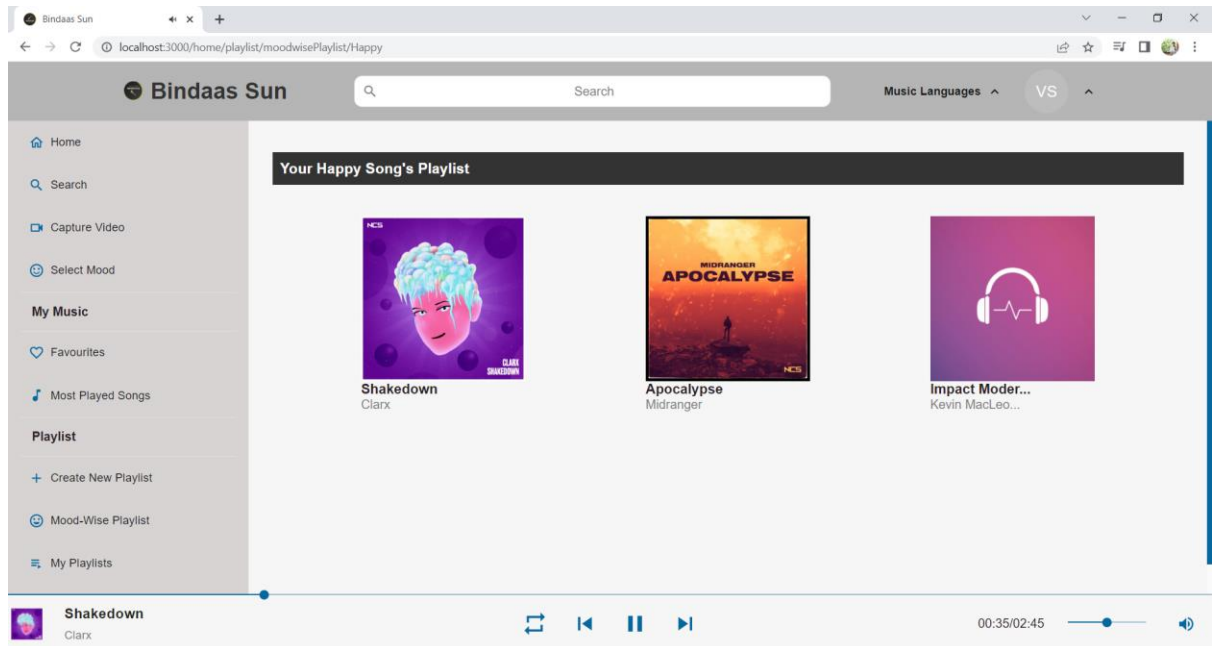 Bindaas Sun
localhost:3000/home/playlist/moodwisePlaylist/Happy
Bindaas Sun
Search
Music Languages
VS
Home
Search
Capture Video
Select Mood
My Music
Favourites
Most Played Songs
Playlist
Create New Playlist
Mood-Wise Playlist
My Playlists
Your Happy Song's Playlist
NCS
CLARX
SHAKEDOWN
Shakedown
Clarx
MIDRANGER
APOCALYPSE
NCS
Apocalypse
Midranger
Impact Moder...
Kevin MacLeo...
Shakedown
Clarx
00:35/02:45